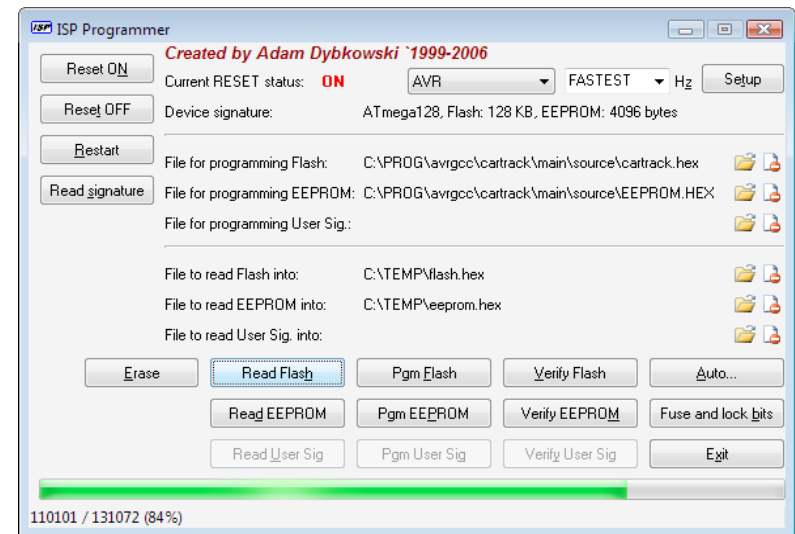 ISP ISP Programmer
Created by Adam Dybkowski `1999-2006
Reset ON
Current RESET status: ON AVR FASTEST Hz Setup
Reset OFF Device signature: ATmega128, Flash: 128 KB, EEPROM: 4096 bytes
Restart
File for programming Flash: C:\PROG\avrgcc\cartrack\main\source\cartrack.hex
Read signature File for programming EEPROM: C:\PROG\avrgcc\cartrack\main\source\EEPROM.HEX
File for programming User Sig.:
File to read Flash into: C:\TEMP\flash.hex
File to read EEPROM into: C:\TEMP\eeprom.hex
File to read User Sig. into:
Erase Read Flash Pgm Flash Verify Flash Auto...
Read EEPROM Pgm EEPROM Verify EEPROM Fuse and lock bits
Read User Sig Pgm User Sig Verify User Sig Exit
110101 / 131072 (84%)